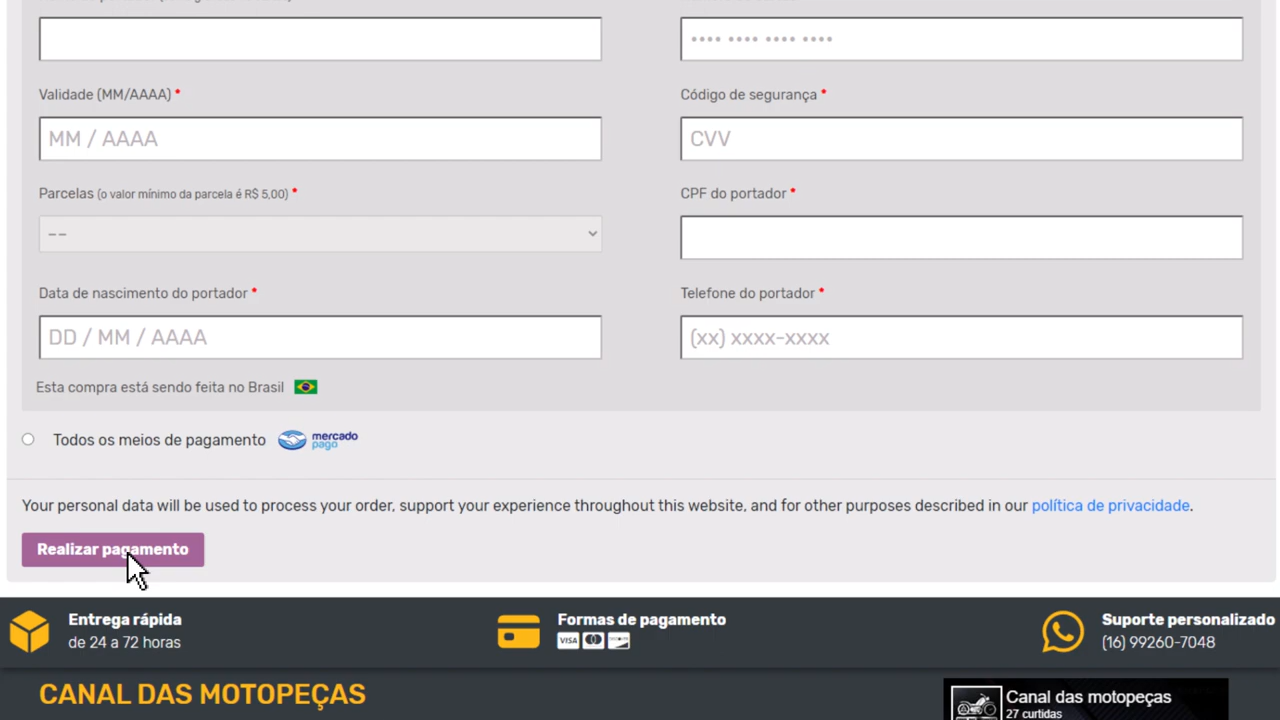 •••• •••• •••• ••••
Validade (MM/AAAA) *
Código de segurança *
MM / AAAA
CVV
Parcelas (o valor mínimo da parcela é R$ 5,00) *
CPF do portador *
--
Data de nascimento do portador *
Telefone do portador *
DD / MM / AAAA
(xx) xxxx-xxxx
Esta compra está sendo feita no Brasil
Todos os meios de pagamento
mercado
pago
Your personal data will be used to process your order, support your experience throughout this website, and for other purposes described in our política de privacidade.
Realizar pagamento
Entrega rápida
de 24 a 72 horas
Formas de pagamento
VISA
Suporte personalizado
(16) 99260-7048
CANAL DAS MOTOPEÇAS
Canal das motopeças
27 curtidas